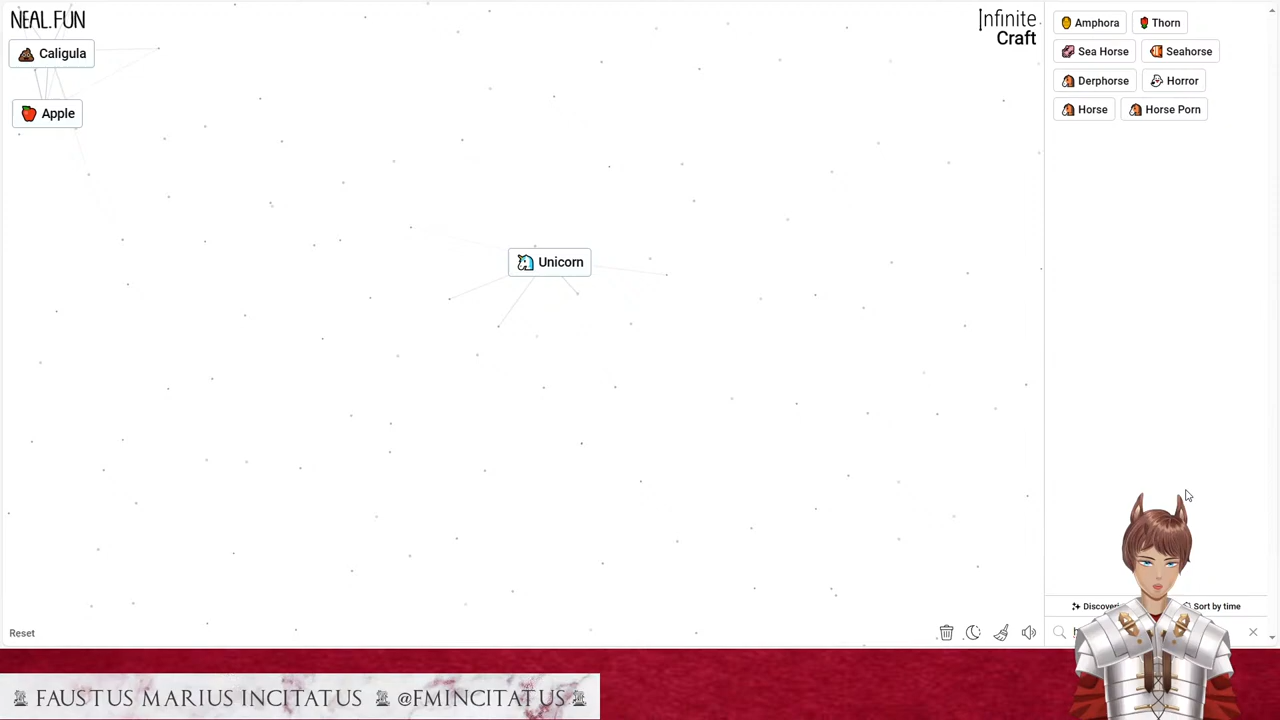 NEAL.FUN
Infinite
Craft
Caligula
Apple
Unicorn
Amphora
Thorn
Sea Horse
Seahorse
Derphorse
Horror
Horse
Horse Porn
Sort by time
Reset
FAUSTUS MARIUS INCITATUS @FMINCITATUS